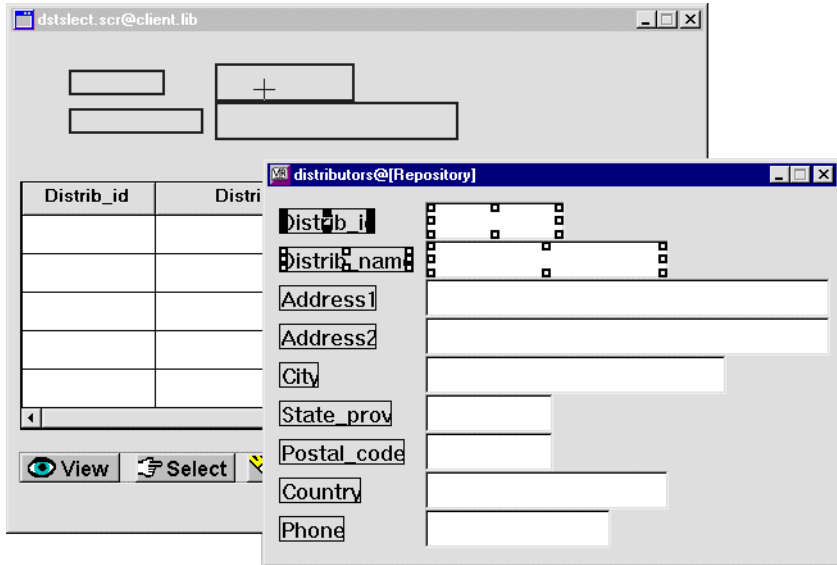 dstslect.scr@client.lib
distributors@[Repository]
Distrib_id
Distri
Distrib_id
Distrib_name
Address1
Address2
City
State_prov
Postal_code
Country
Phone
View
Select